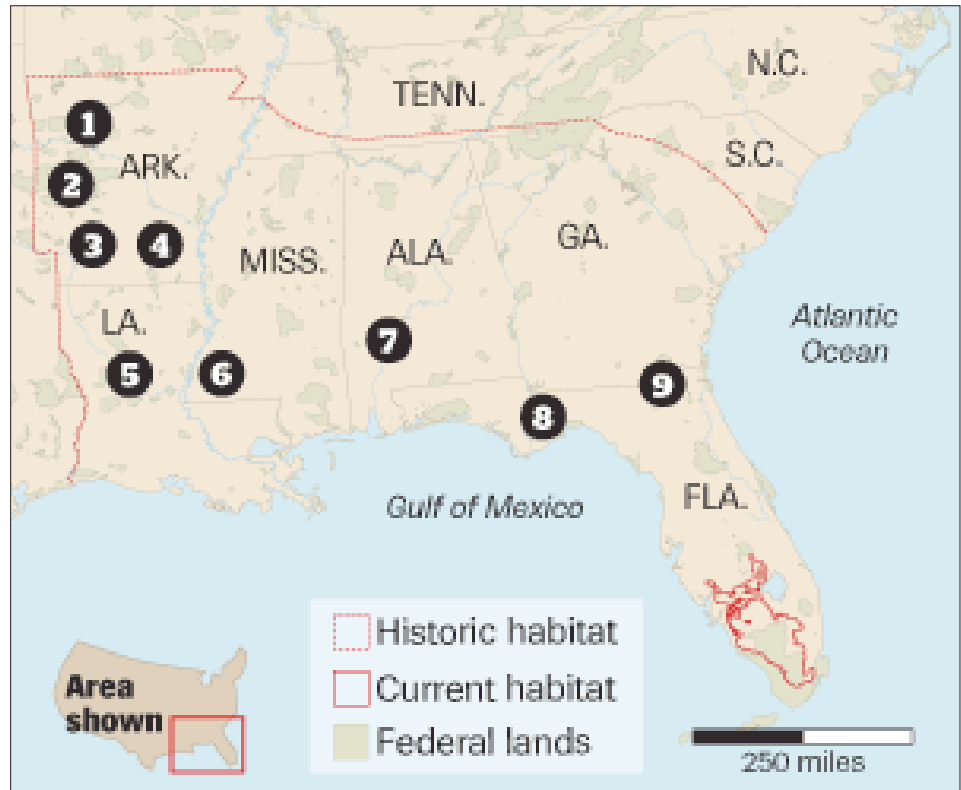 N.C.
TENN.
1
S.C.
ARK.
2
GA.
3
4
ALA.
MISS.
LA.
Atlantic
Ocean
7
5
6
9
8
FLA.
Gulf of Mexico
Historic habitat
Current habitat
Federal lands
Area
shown
250 miles